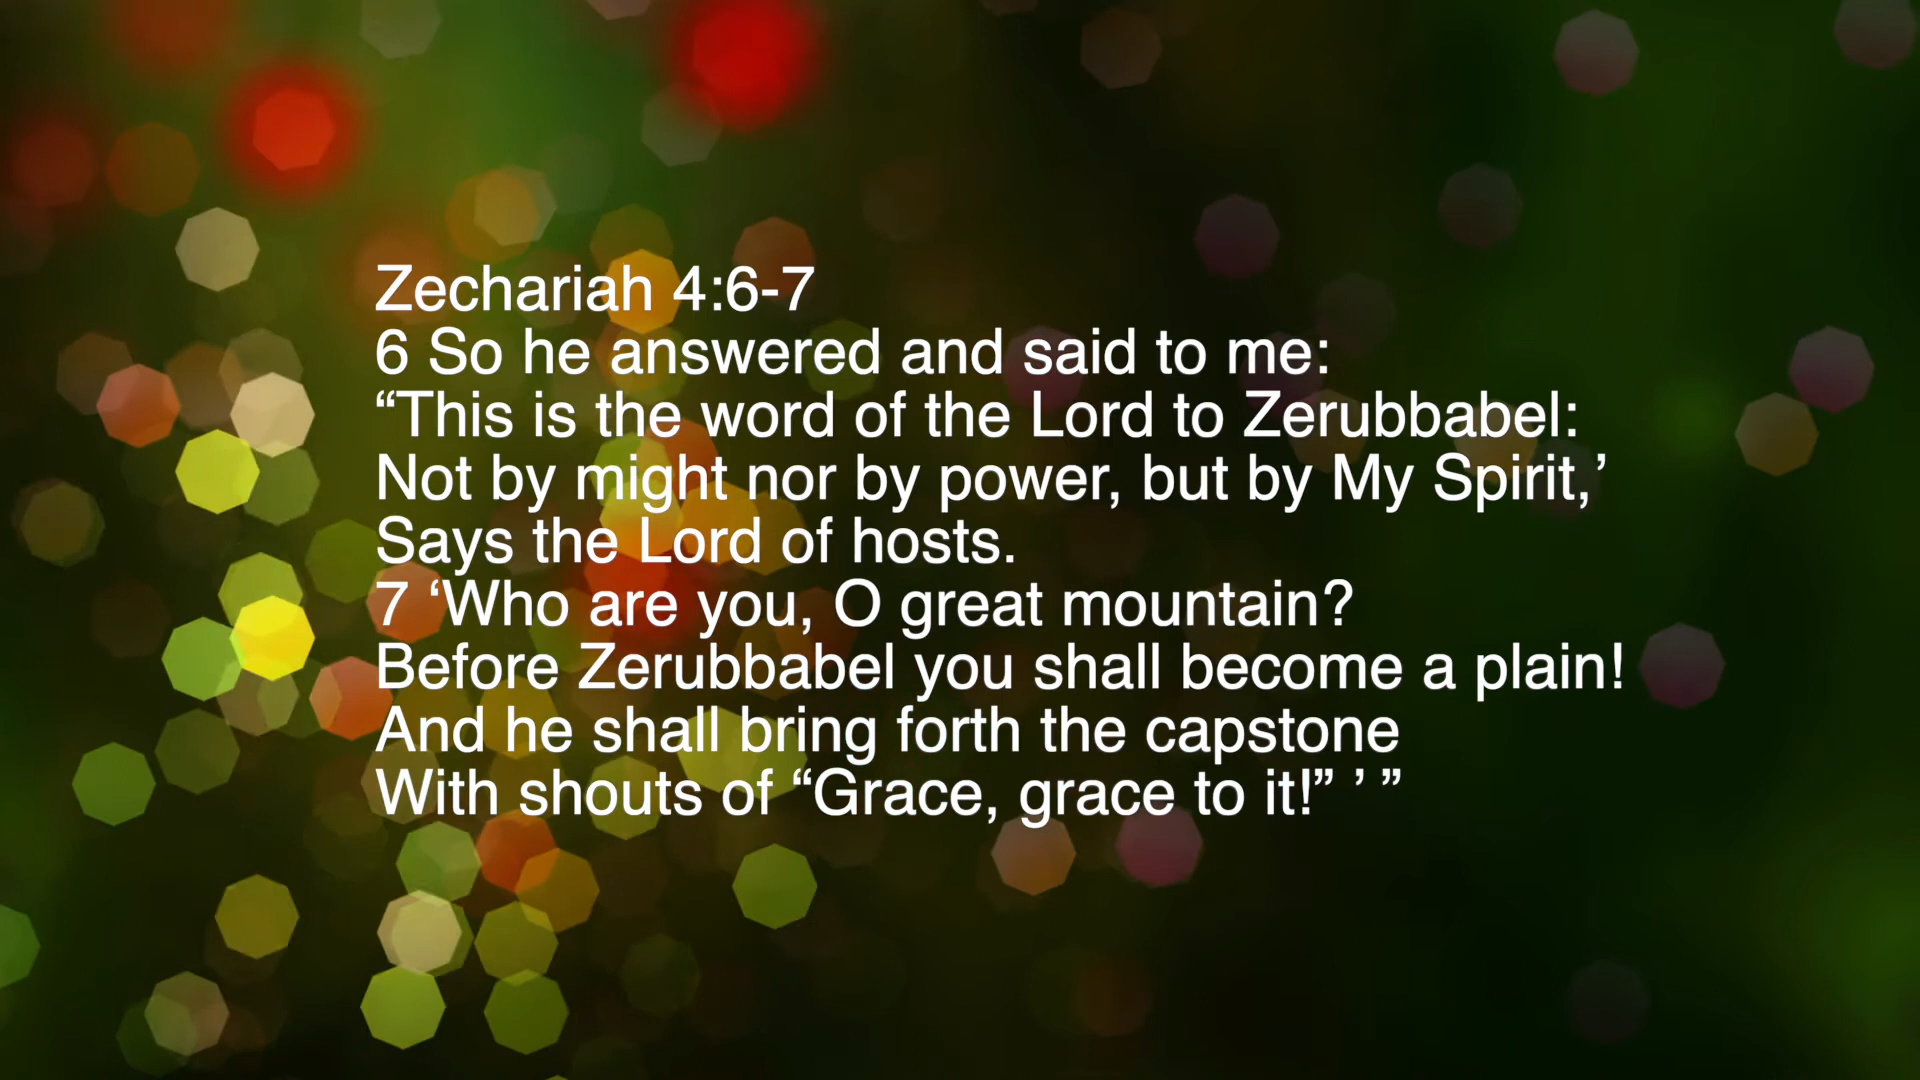 Zechariah 4:6-7
6 So he answered and said to me:
“This is the word of the Lord to Zerubbabel:
Not by might nor by power, but by My Spirit,’
Says the Lord of hosts.
7 ‘Who are you, O great mountain?
Before Zerubbabel you shall become a plain!
And he shall bring forth the capstone
With shouts of “Grace, grace to it!” ’ ”